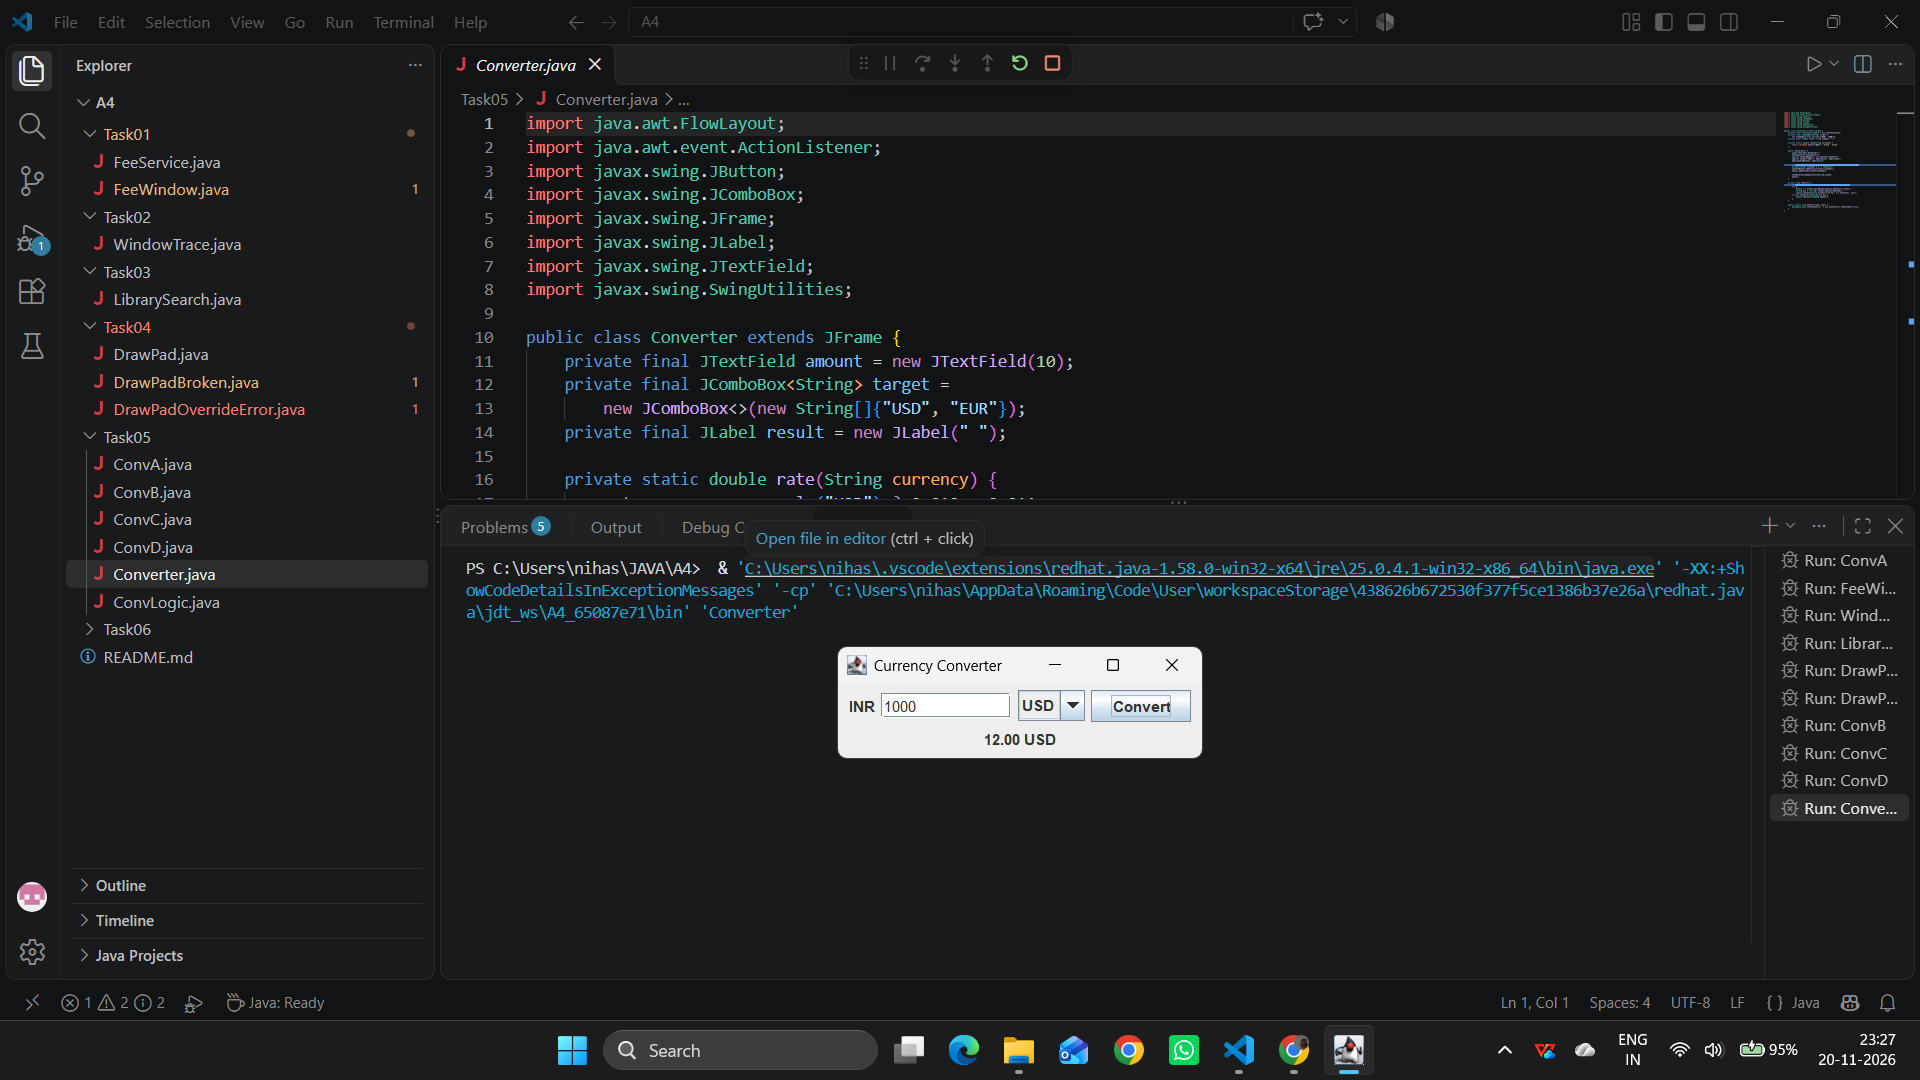 File Edit Selection View Go Run Terminal Help
A4
Explorer
A4
Task01
FeeService.java
FeeWindow.java 1
Task02
WindowTrace.java
Task03
LibrarySearch.java
Task04
DrawPad.java
DrawPadBroken.java 1
DrawPadOverrideError.java 1
Task05
ConvA.java
ConvB.java
ConvC.java
ConvD.java
Converter.java
ConvLogic.java
Task06
README.md
Outline
Timeline
Java Projects
1
Converter.java
Task05 > Converter.java > ...
1 import java.awt.FlowLayout;
2 import java.awt.event.ActionListener;
3 import javax.swing.JButton;
4 import javax.swing.JComboBox;
5 import javax.swing.JFrame;
6 import javax.swing.JLabel;
7 import javax.swing.JTextField;
8 import javax.swing.SwingUtilities;
9
10 public class Converter extends JFrame {
11 private final JTextField amount = new JTextField(10);
12 private final JComboBox<String> target =
13 new JComboBox<>(new String[]{"USD", "EUR"});
14 private final JLabel result = new JLabel(" ");
15
16 private static double rate(String currency) {
Problems 5 Output Debug C
Open file in editor (ctrl + click)
PS C:\Users\nihas\JAVA\A4> & 'C:\Users\nihas\.vscode\extensions\redhat.java-1.58.0-win32-x64\jre\25.0.4.1-win32-x86_64\bin\java.exe' '-XX:+Sh
owCodeDetailsInExceptionMessages' '-cp' 'C:\Users\nihas\AppData\Roaming\Code\User\workspaceStorage\438626b672530f377f5ce1386b37e26a\redhat.jav
a\jdt_ws\A4_65087e71\bin' 'Converter'
Currency Converter
INR 1000 USD Convert
12.00 USD
Run: ConvA
Run: FeeWi...
Run: Wind...
Run: Librar...
Run: DrawP...
Run: DrawP...
Run: ConvB
Run: ConvC
Run: ConvD
Run: Conve...
1 2 2 Java: Ready
Ln 1, Col 1 Spaces: 4 UTF-8 LF { } Java
Search
ENG
IN
95%
23:27
20-11-2026